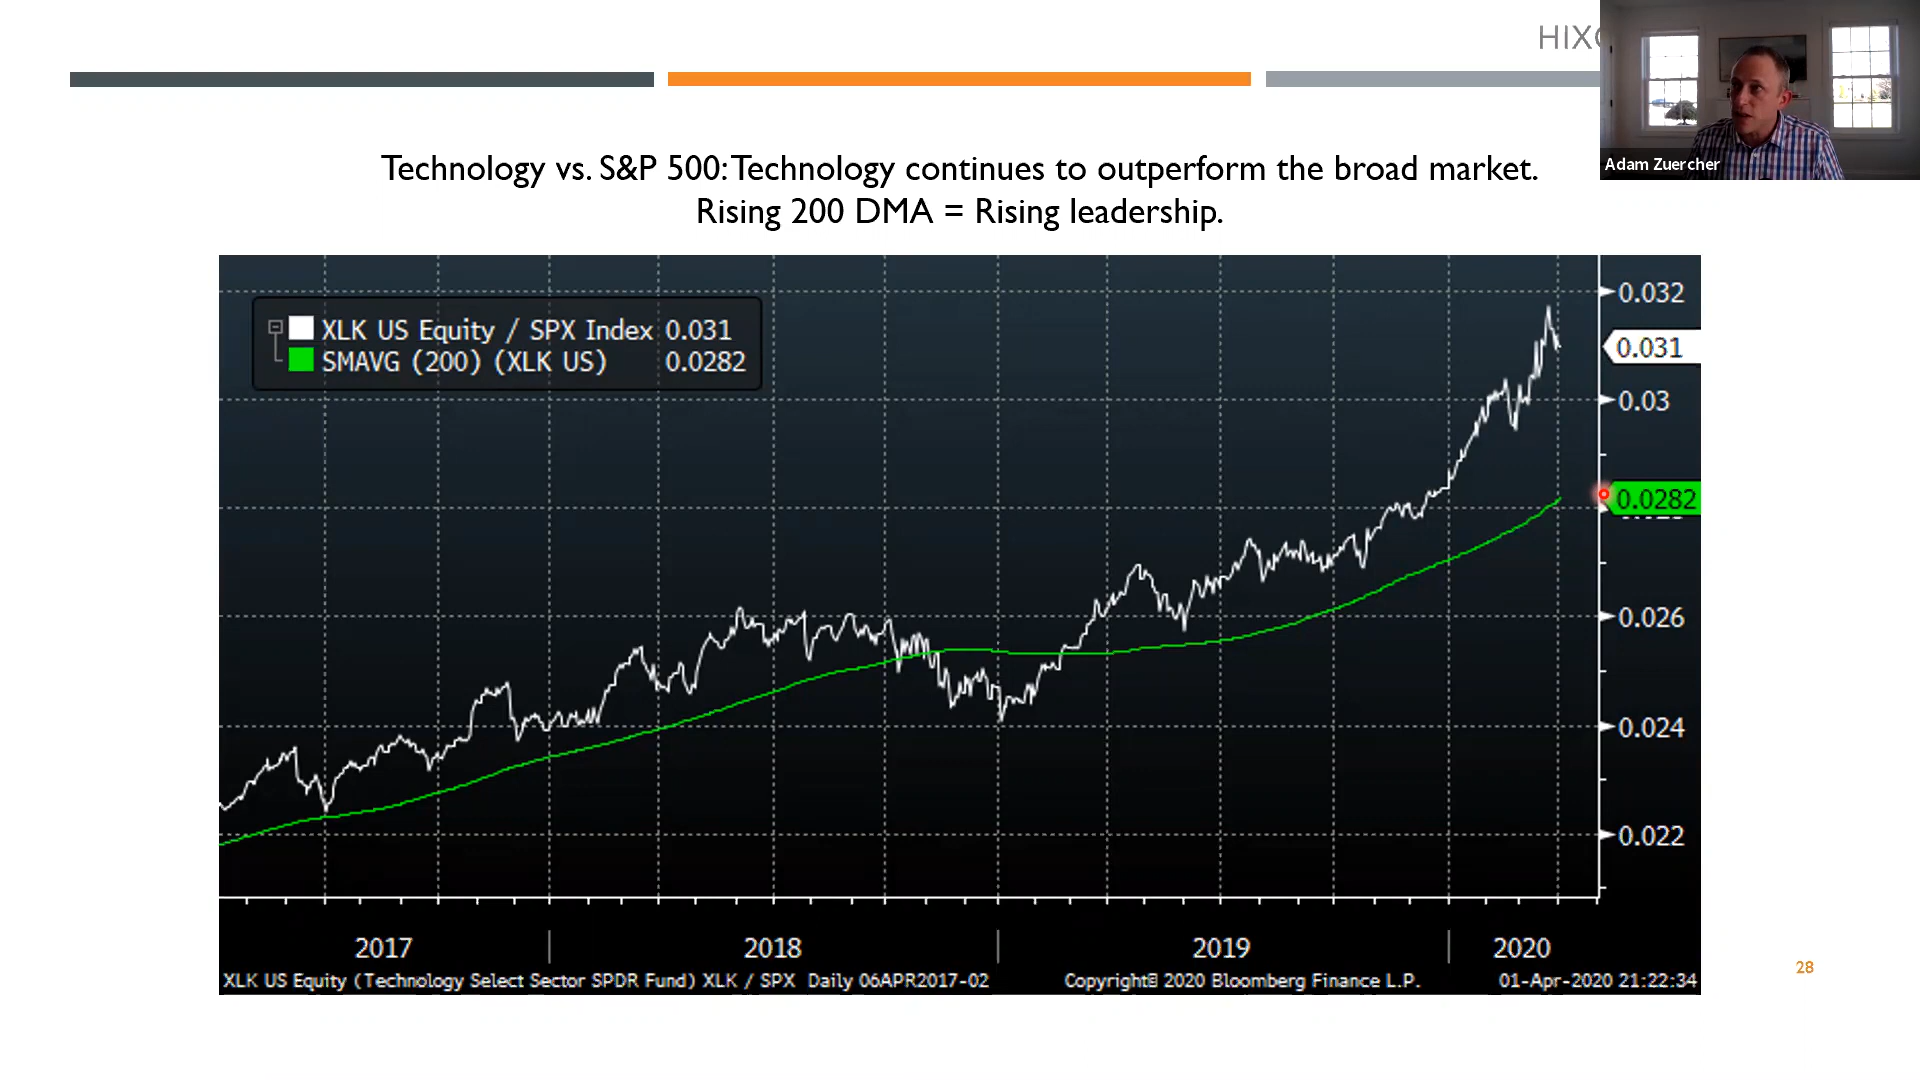 HIXO
Adam Zuercher
Technology vs. S&P 500: Technology continues to outperform the broad market.
Rising 200 DMA = Rising leadership.
XLK US Equity / SPX Index 0.031
SMAVG (200) (XLK US) 0.0282
0.032
0.031
0.03
0.0282
0.026
0.024
0.022
2017 2018 2019 2020
XLK US Equity (Technology Select Sector SPDR Fund) XLK / SPX Daily 06APR2017-02
Copyright© 2020 Bloomberg Finance L.P.
01-Apr-2020 21:22:34
28